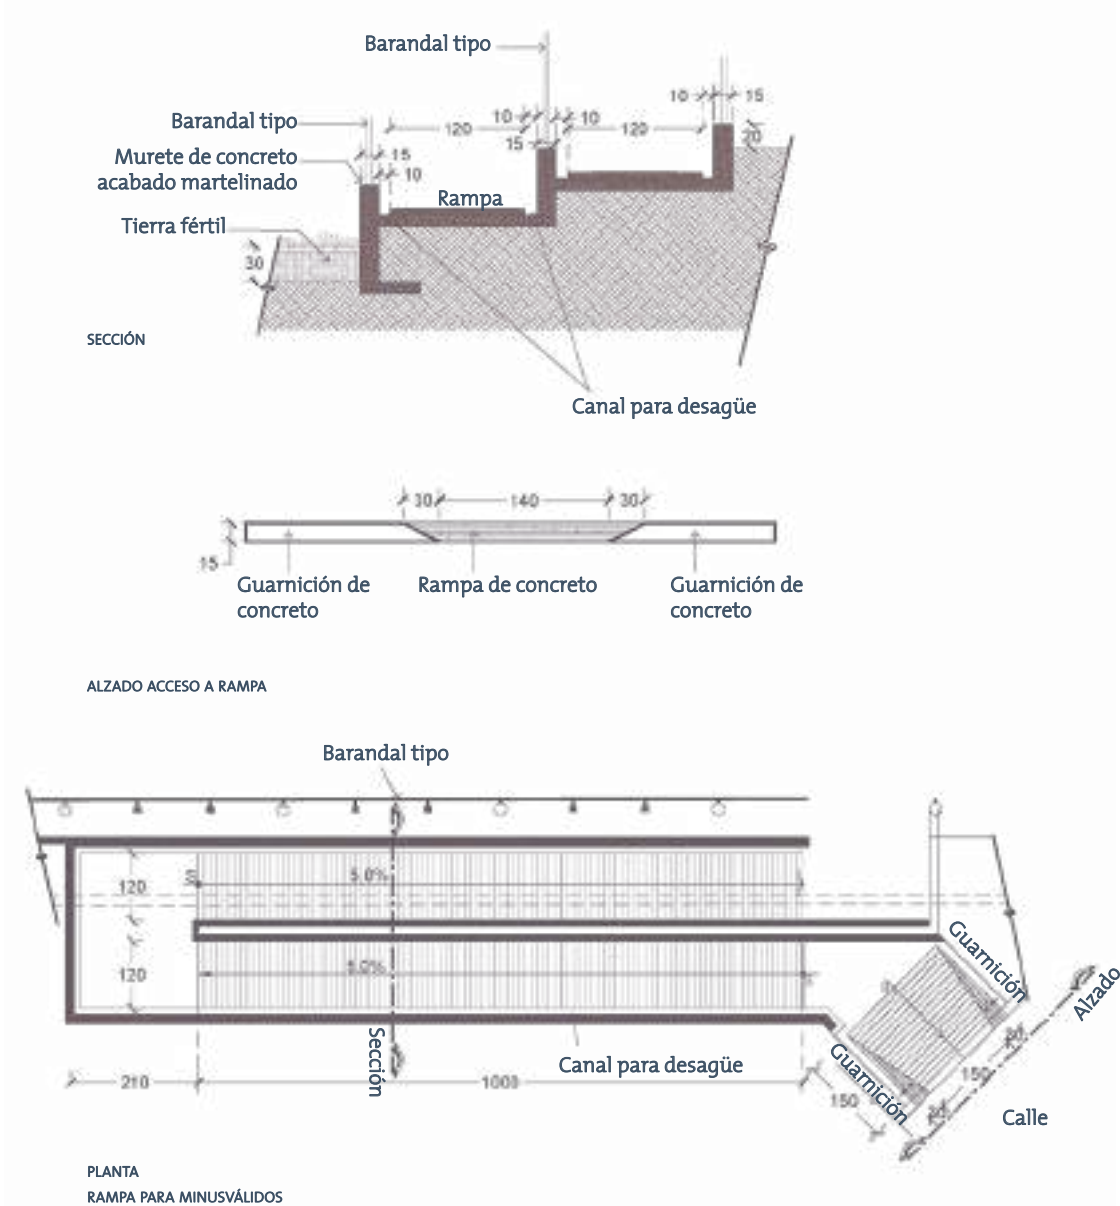 Barandal tipo
10 15
Barandal tipo
10 10
120
120
15
20
Murete de concreto
acabado martelinado
15
10
Rampa
Tierra fértil
30
SECCIÓN
Canal para desagüe
30 140 30
15
Guarnición de
concreto
Rampa de concreto
Guarnición de
concreto
ALZADO ACCESO A RAMPA
Barandal tipo
120
5.0%
120
Guarnición
Alzado
Sección
Canal para desagüe
Guarnición
210
1000
150
150
Calle
PLANTA
RAMPA PARA MINUSVÁLIDOS